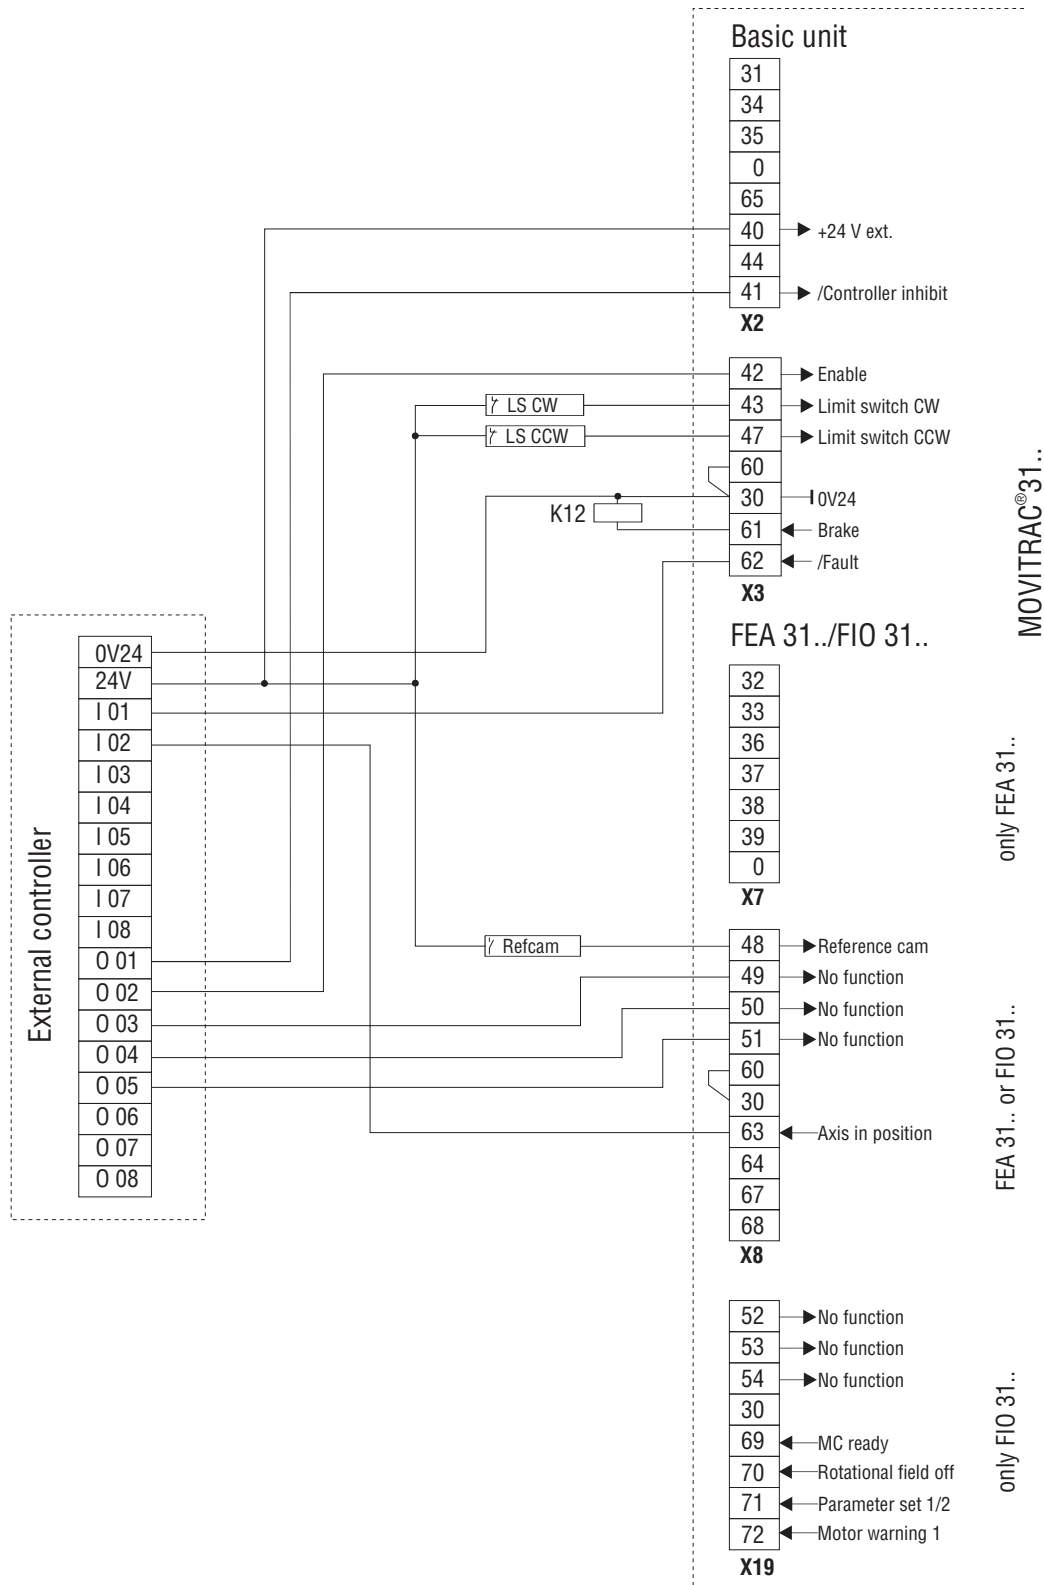 Basic unit
31
34
35
0
65
40 +24 V ext.
44
41 /Controller inhibit
X2
42 Enable
LS CW 43 Limit switch CW
LS CCW 47 Limit switch CCW
60
30 0V24
K12
61 Brake
62 /Fault
X3
MOVITRAC®31..
FEA 31../FIO 31..
32
33
36
37
38
39
0
X7
only FEA 31..
External controller
0V24
24V
I 01
I 02
I 03
I 04
I 05
I 06
I 07
I 08
O 01
O 02
O 03
O 04
O 05
O 06
O 07
O 08
Refcam 48 Reference cam
49 No function
50 No function
51 No function
60
30
63 Axis in position
64
67
68
X8
FEA 31.. or FIO 31..
52 No function
53 No function
54 No function
30
69 MC ready
70 Rotational field off
71 Parameter set 1/2
72 Motor warning 1
X19
only FIO 31..